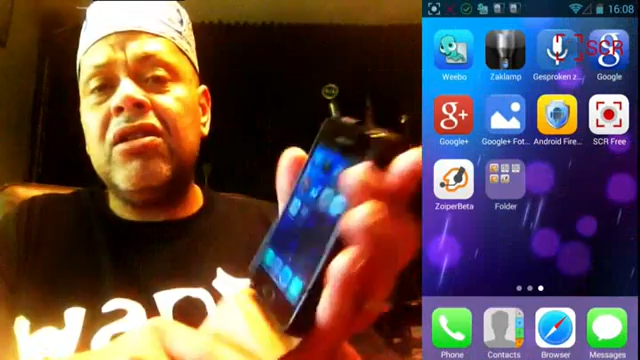 16:08
SCR
Weebo
Zaklamp
Gesproken z...
Google
Google+
Google+ Fot...
Android Fire...
SCR Free
ZoiperBeta
Folder
Phone
Contacts
Browser
Messages